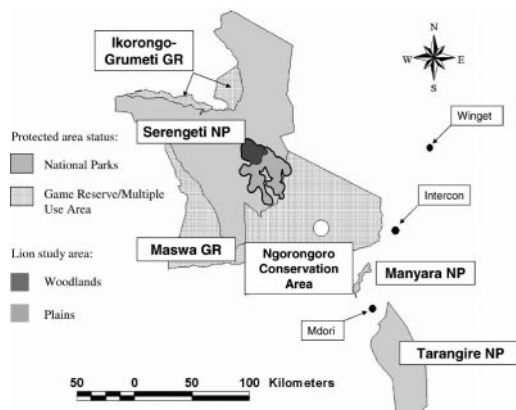 Ikorongo-
Grumeti GR
N
W
E
S
Winget
Serengeti NP
Protected area status:
National Parks
Game Reserve/Multiple
Use Area
Intercon
Maswa GR
Ngorongoro
Conservation
Area
Lion study area:
Woodlands
Plains
Manyara NP
Mdori
Tarangire NP
50 0 50 100 Kilometers